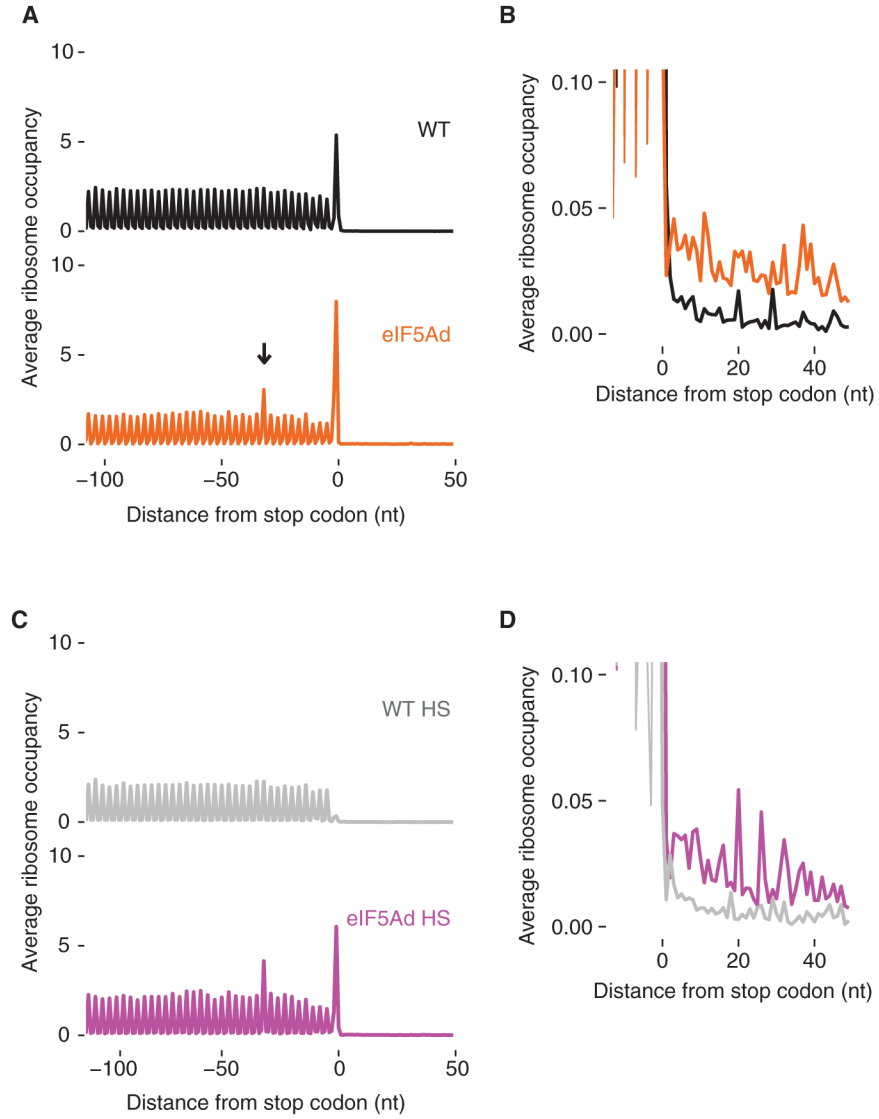 A
10
Average ribosome occupancy
5
WT
0
10
eIF5Ad
5
0
−100
−50
0
50
Distance from stop codon (nt)
B
0.10
Average ribosome occupancy
0.05
0.00
0
20
40
Distance from stop codon (nt)
C
10
Average ribosome occupancy
WT HS
5
0
10
eIF5Ad HS
5
0
−100
−50
0
50
Distance from stop codon (nt)
D
0.10
Average ribosome occupancy
0.05
0.00
0
20
40
Distance from stop codon (nt)